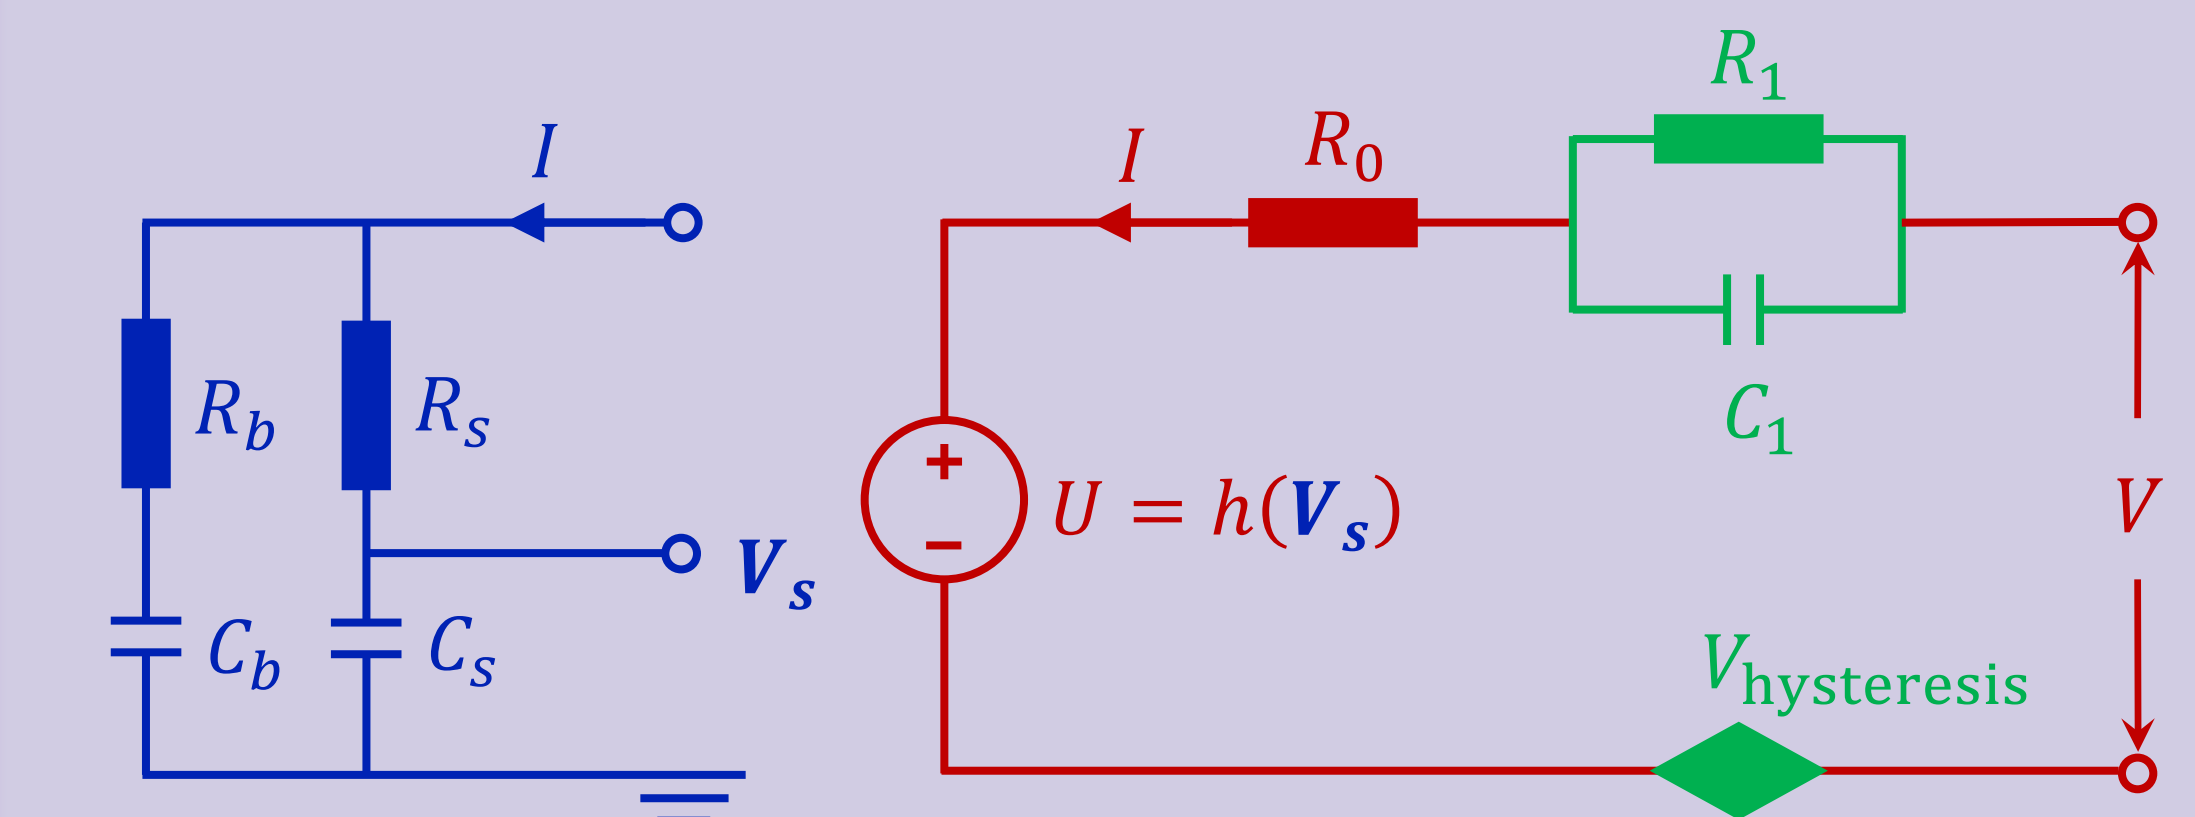 I
R_b
R_s
V_s
C_b
C_s
I
R_0
R_1
C_1
+
−
U = h(V_s)
V
V_hysteresis